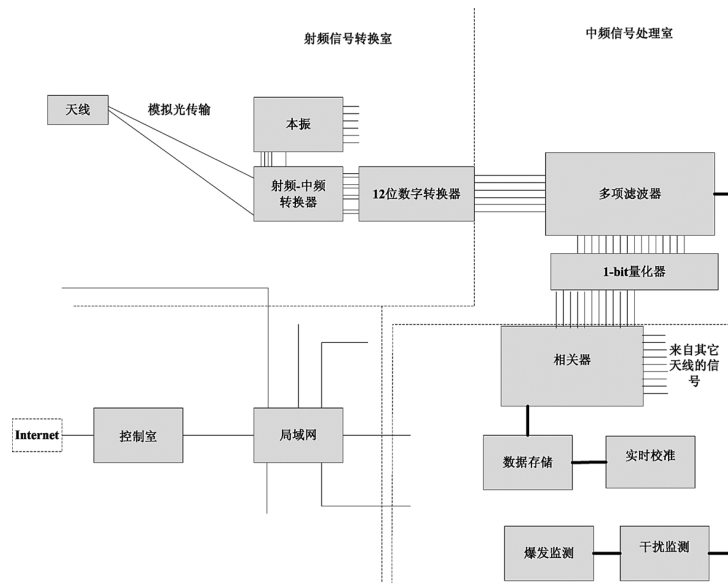 射频信号转换室
中频信号处理室
天线
模拟光传输
本振
射频-中频
转换器
12位数字转换器
多项滤波器
1-bit量化器
相关器
来自其它
天线的信
号
Internet
控制室
局域网
数据存储
实时校准
爆发监测
干扰监测